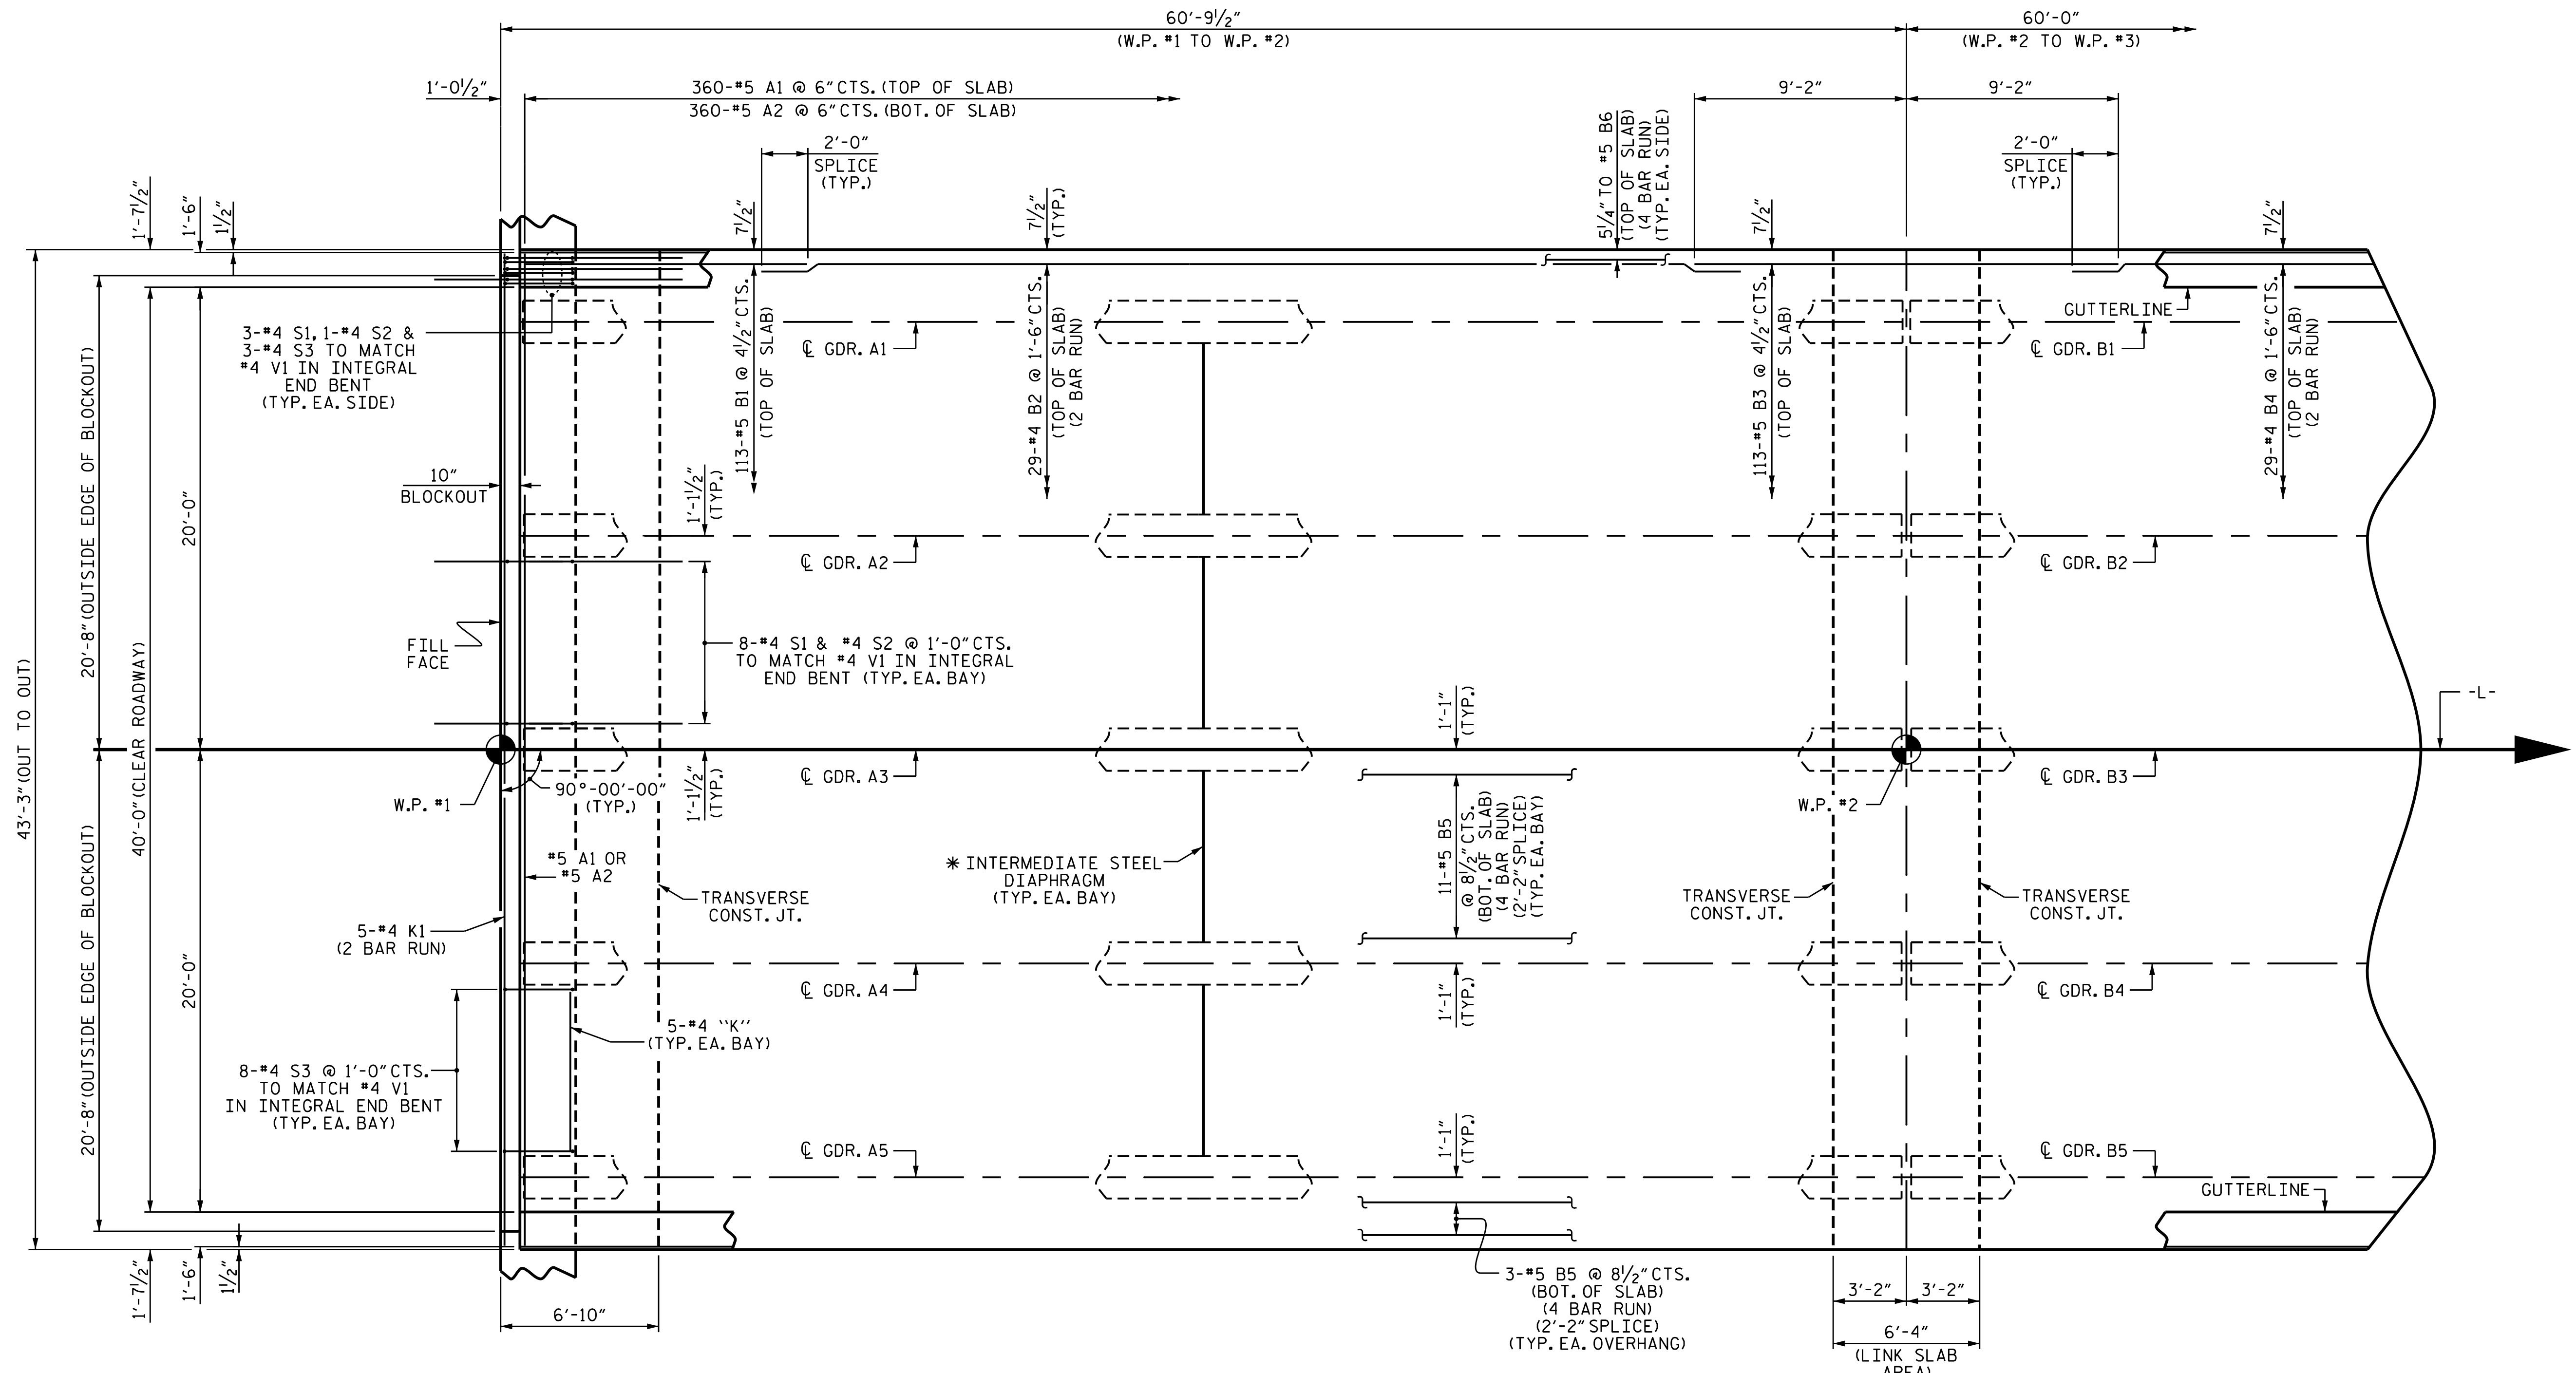 60'-9½"
(W.P. #1 TO W.P. #2)
60'-0"
(W.P. #2 TO W.P. #3)
1'-0½"
360-#5 A1 @ 6" CTS. (TOP OF SLAB)
360-#5 A2 @ 6" CTS. (BOT. OF SLAB)
9'-2"
9'-2"
2'-0"
SPLICE
(TYP.)
5¼" TO #5 B6
(TOP OF SLAB)
(4 BAR RUN)
(TYP. EA. SIDE)
2'-0"
SPLICE
(TYP.)
1'-7½"
1'-6"
1½"
7½"
7½"
(TYP.)
7½"
7½"
3-#4 S1, 1-#4 S2 &
3-#4 S3 TO MATCH
#4 V1 IN INTEGRAL
END BENT
(TYP. EA. SIDE)
℄ GDR. A1
113-#5 B1 @ 4½" CTS.
(TOP OF SLAB)
29-#4 B2 @ 1'-6" CTS.
(TOP OF SLAB)
(2 BAR RUN)
113-#5 B3 @ 4½" CTS.
(TOP OF SLAB)
GUTTERLINE
℄ GDR. B1
29-#4 B4 @ 1'-6" CTS.
(TOP OF SLAB)
(2 BAR RUN)
10"
BLOCKOUT
1'-1½"
(TYP.)
20'-0"
20'-8" (OUTSIDE EDGE OF BLOCKOUT)
℄ GDR. A2
℄ GDR. B2
FILL
FACE
8-#4 S1 & #4 S2 @ 1'-0" CTS.
TO MATCH #4 V1 IN INTEGRAL
END BENT (TYP. EA. BAY)
43'-3" (OUT TO OUT)
40'-0" (CLEAR ROADWAY)
1'-1"
(TYP.)
-L-
℄ GDR. A3
℄ GDR. B3
90°-00'-00"
(TYP.)
1'-1½"
(TYP.)
W.P. #1
W.P. #2
11-#5 B5
@ 8½" CTS.
(BOT. OF SLAB)
(4 BAR RUN)
(2'-2" SPLICE)
(TYP. EA. BAY)
#5 A1 OR
#5 A2
✳ INTERMEDIATE STEEL
DIAPHRAGM
(TYP. EA. BAY)
TRANSVERSE
CONST. JT.
TRANSVERSE
CONST. JT.
TRANSVERSE
CONST. JT.
5-#4 K1
(2 BAR RUN)
20'-8" (OUTSIDE EDGE OF BLOCKOUT)
20'-0"
℄ GDR. A4
1'-1"
(TYP.)
℄ GDR. B4
5-#4 ‘‘K’’
(TYP. EA. BAY)
8-#4 S3 @ 1'-0" CTS.
TO MATCH #4 V1
IN INTEGRAL END BENT
(TYP. EA. BAY)
℄ GDR. A5
1'-1"
(TYP.)
℄ GDR. B5
GUTTERLINE
1'-7½"
1'-6"
1½"
6'-10"
3-#5 B5 @ 8½" CTS.
(BOT. OF SLAB)
(4 BAR RUN)
(2'-2" SPLICE)
(TYP. EA. OVERHANG)
3'-2"
3'-2"
6'-4"
(LINK SLAB
AREA)